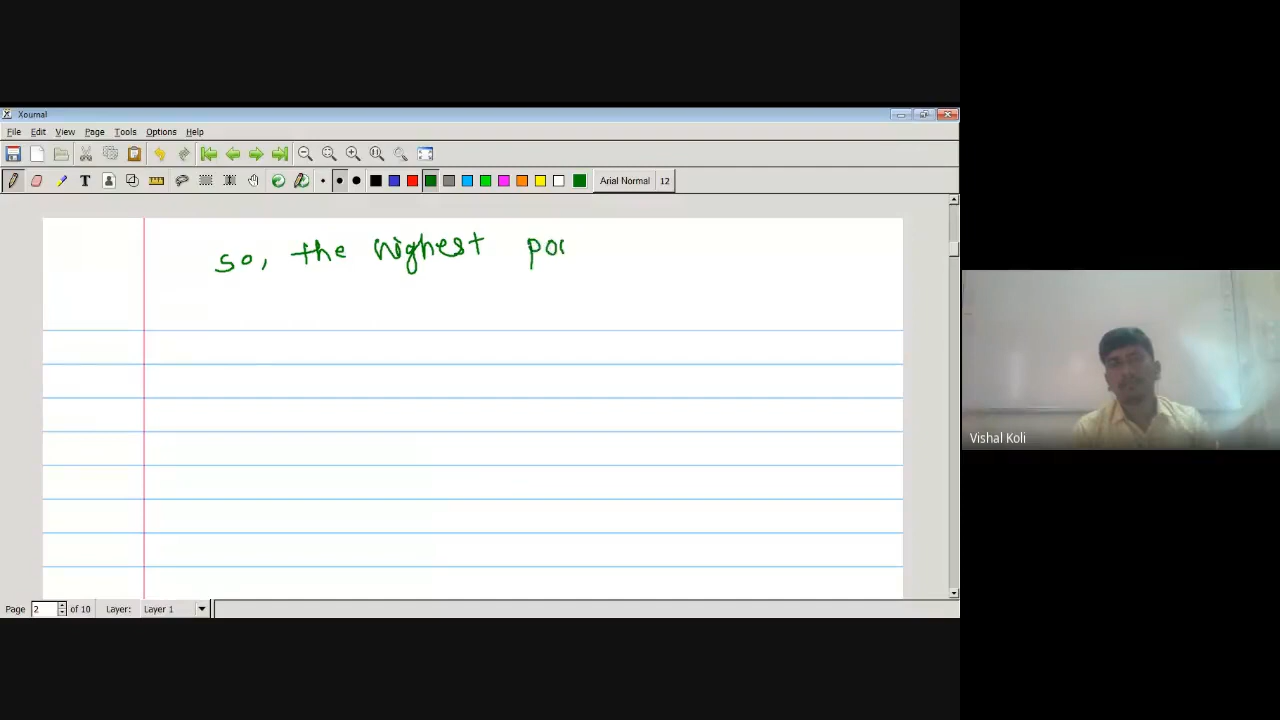 Xournal
File Edit View Page Tools Options Help
Arial Normal 12
so, the highest
Vishal Koli
Page 2 of 10 Layer: Layer 1